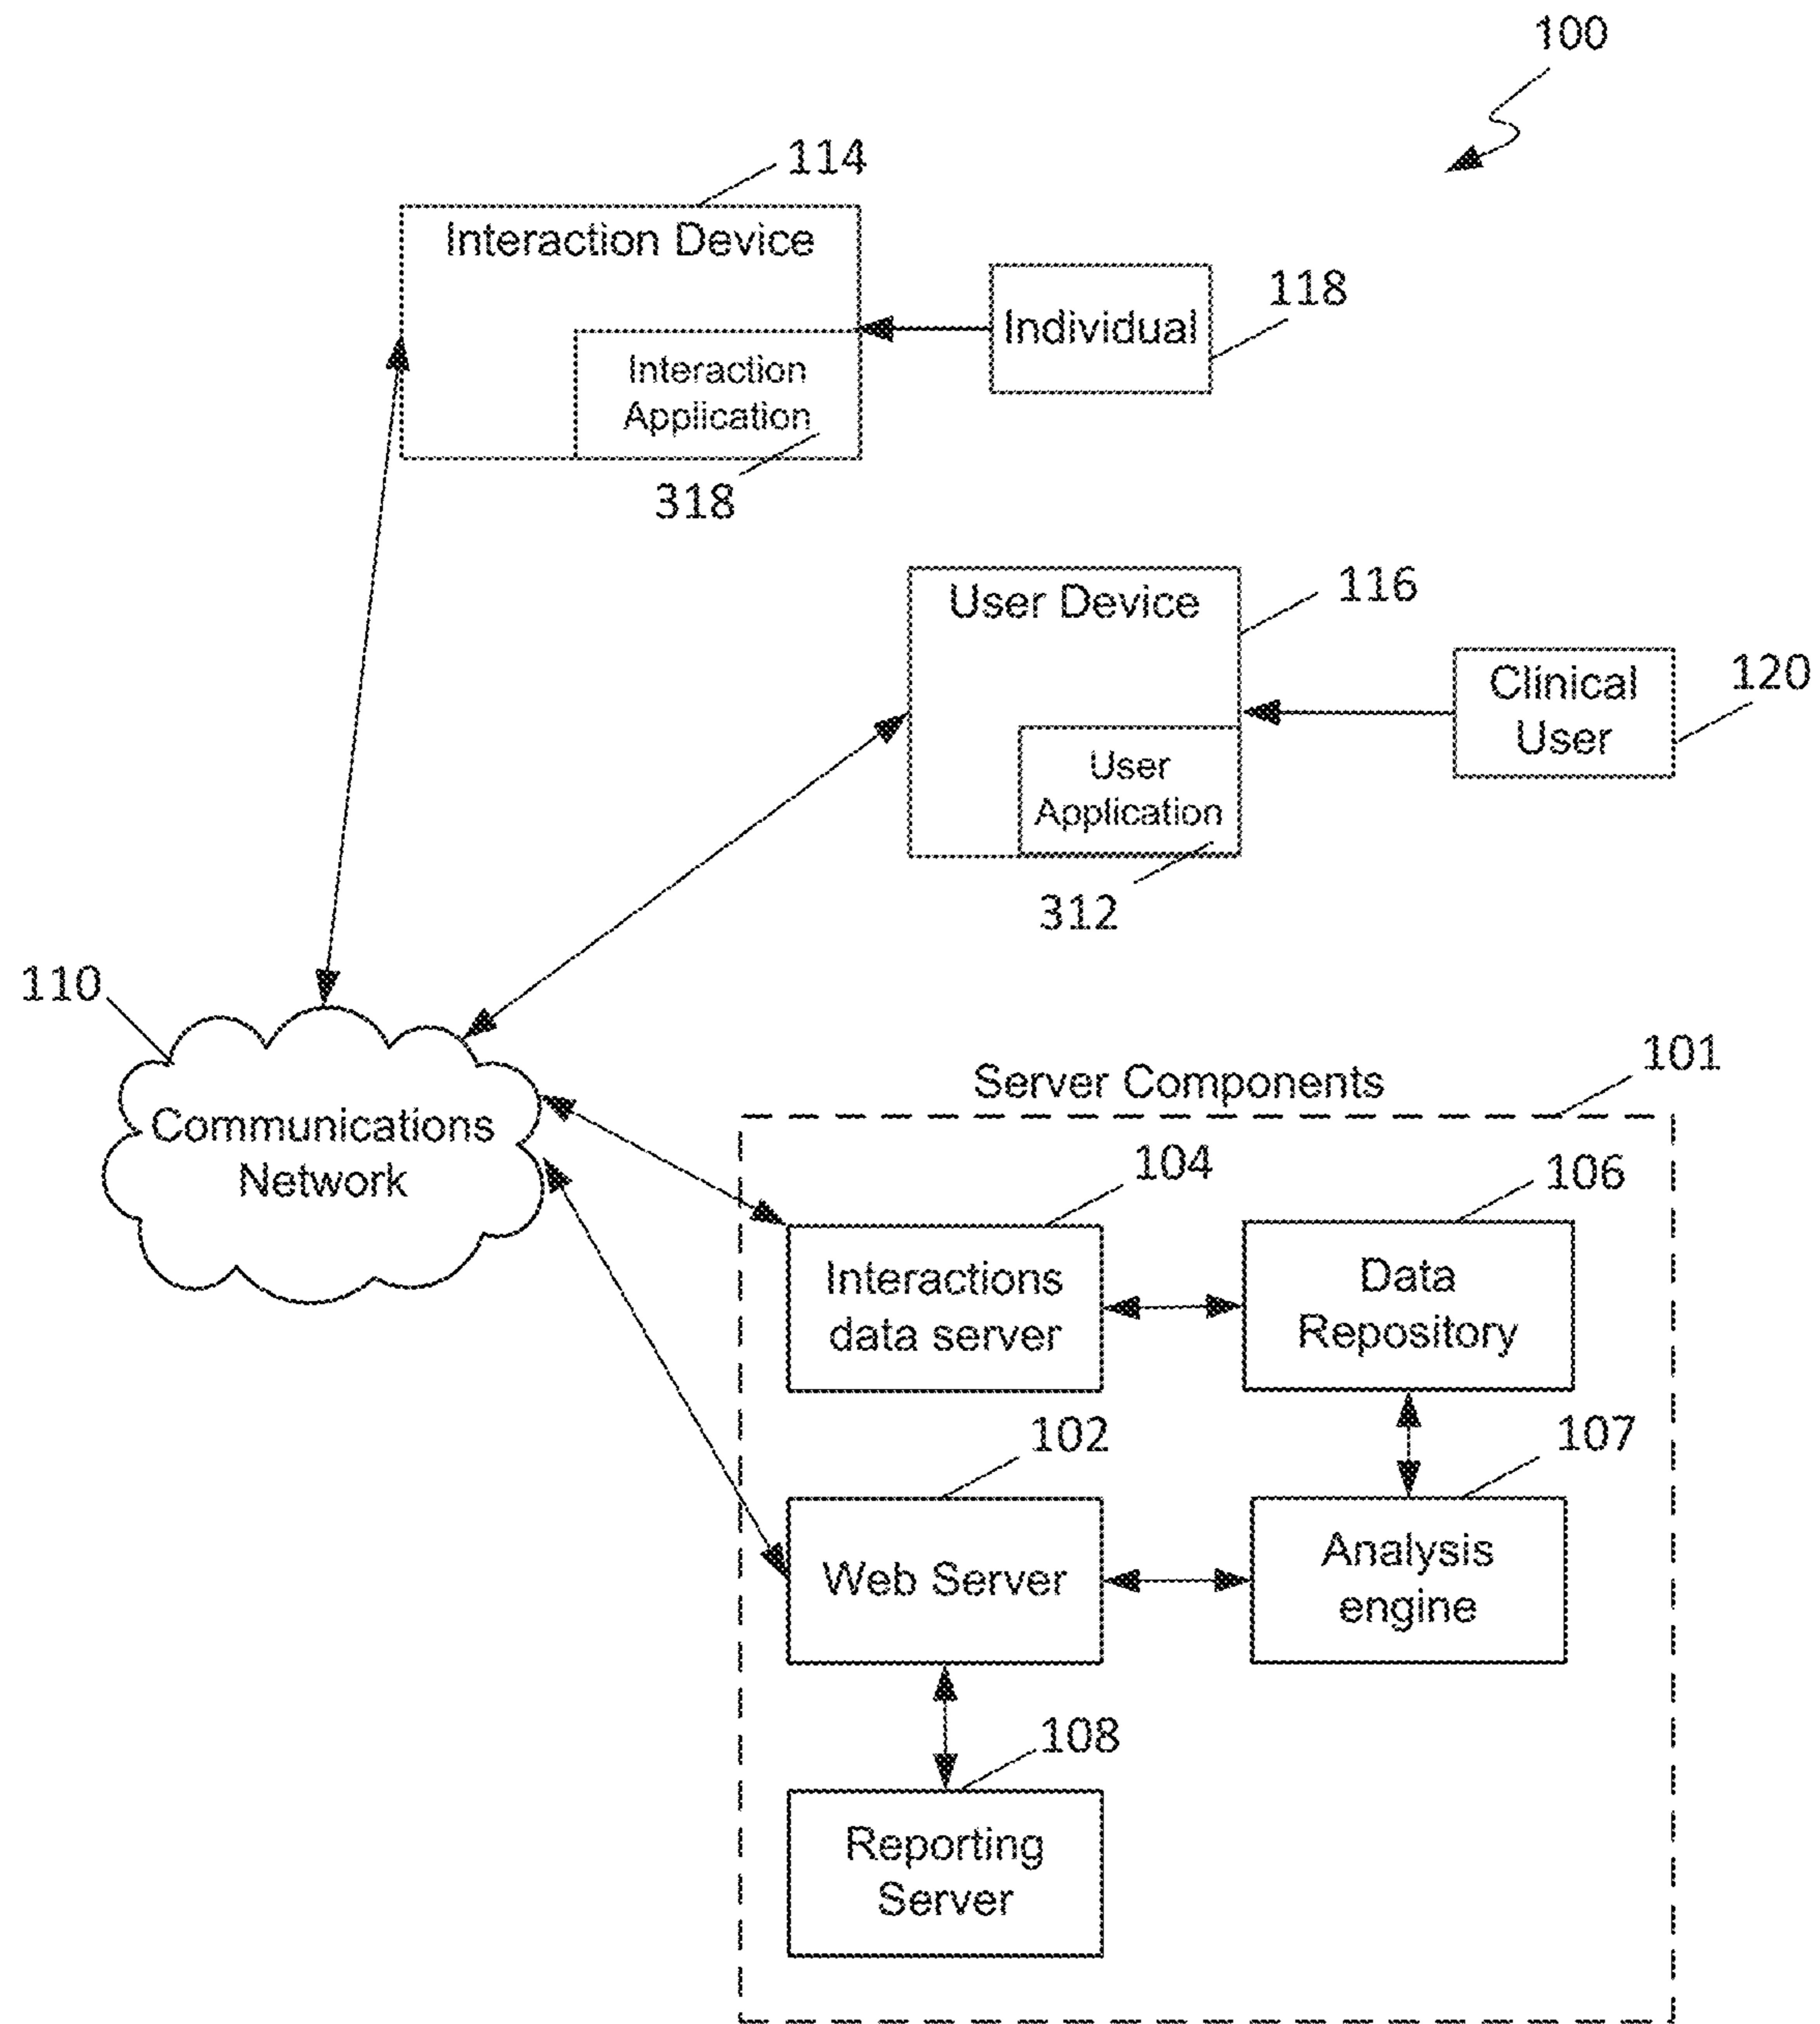 100
114
Interaction Device
118
Individual
Interaction
Application
318
116
User Device
120
Clinical
User
User
Application
312
110
101
Server Components
Communications
Network
104
106
Interactions
data server
Data
Repository
102
107
Web Server
Analysis
engine
108
Reporting
Server